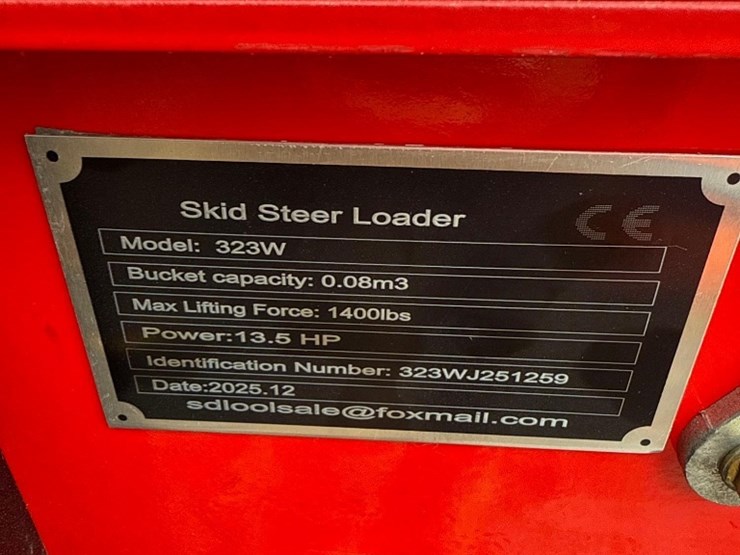 Skid Steer Loader CE
Model: 323W
Bucket capacity: 0.08m3
Max Lifting Force: 1400lbs
Power:13.5 HP
Identification Number: 323WJ251259
Date:2025.12
sdloolsale@foxmail.com